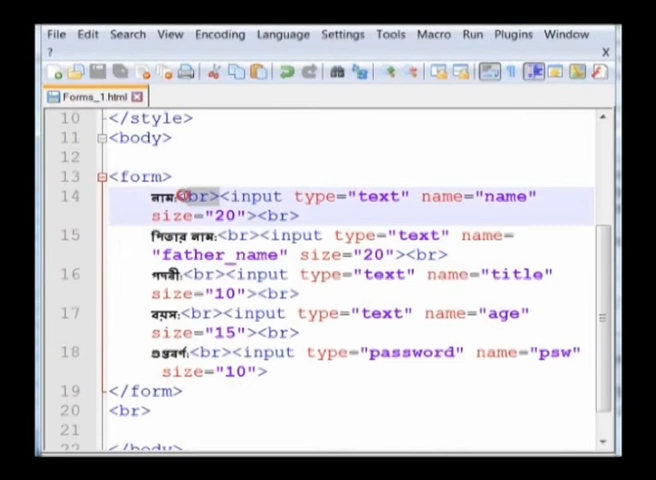 File Edit Search View Encoding Language Settings Tools Macro Run Plugins Window
? X
Forms_1.html
10 </style>
11 <body>
12
13 <form>
14 নাম:<br><input type="text" name="name"
size="20"><br>
15 পিতার নাম:<br><input type="text" name=
"father_name" size="20"><br>
16 পদবী:<br><input type="text" name="title"
size="10"><br>
17 বয়স:<br><input type="text" name="age"
size="15"><br>
18 গুপ্তবর্ণ:<br><input type="password" name="psw"
size="10">
19 </form>
20 <br>
21
22 </body>